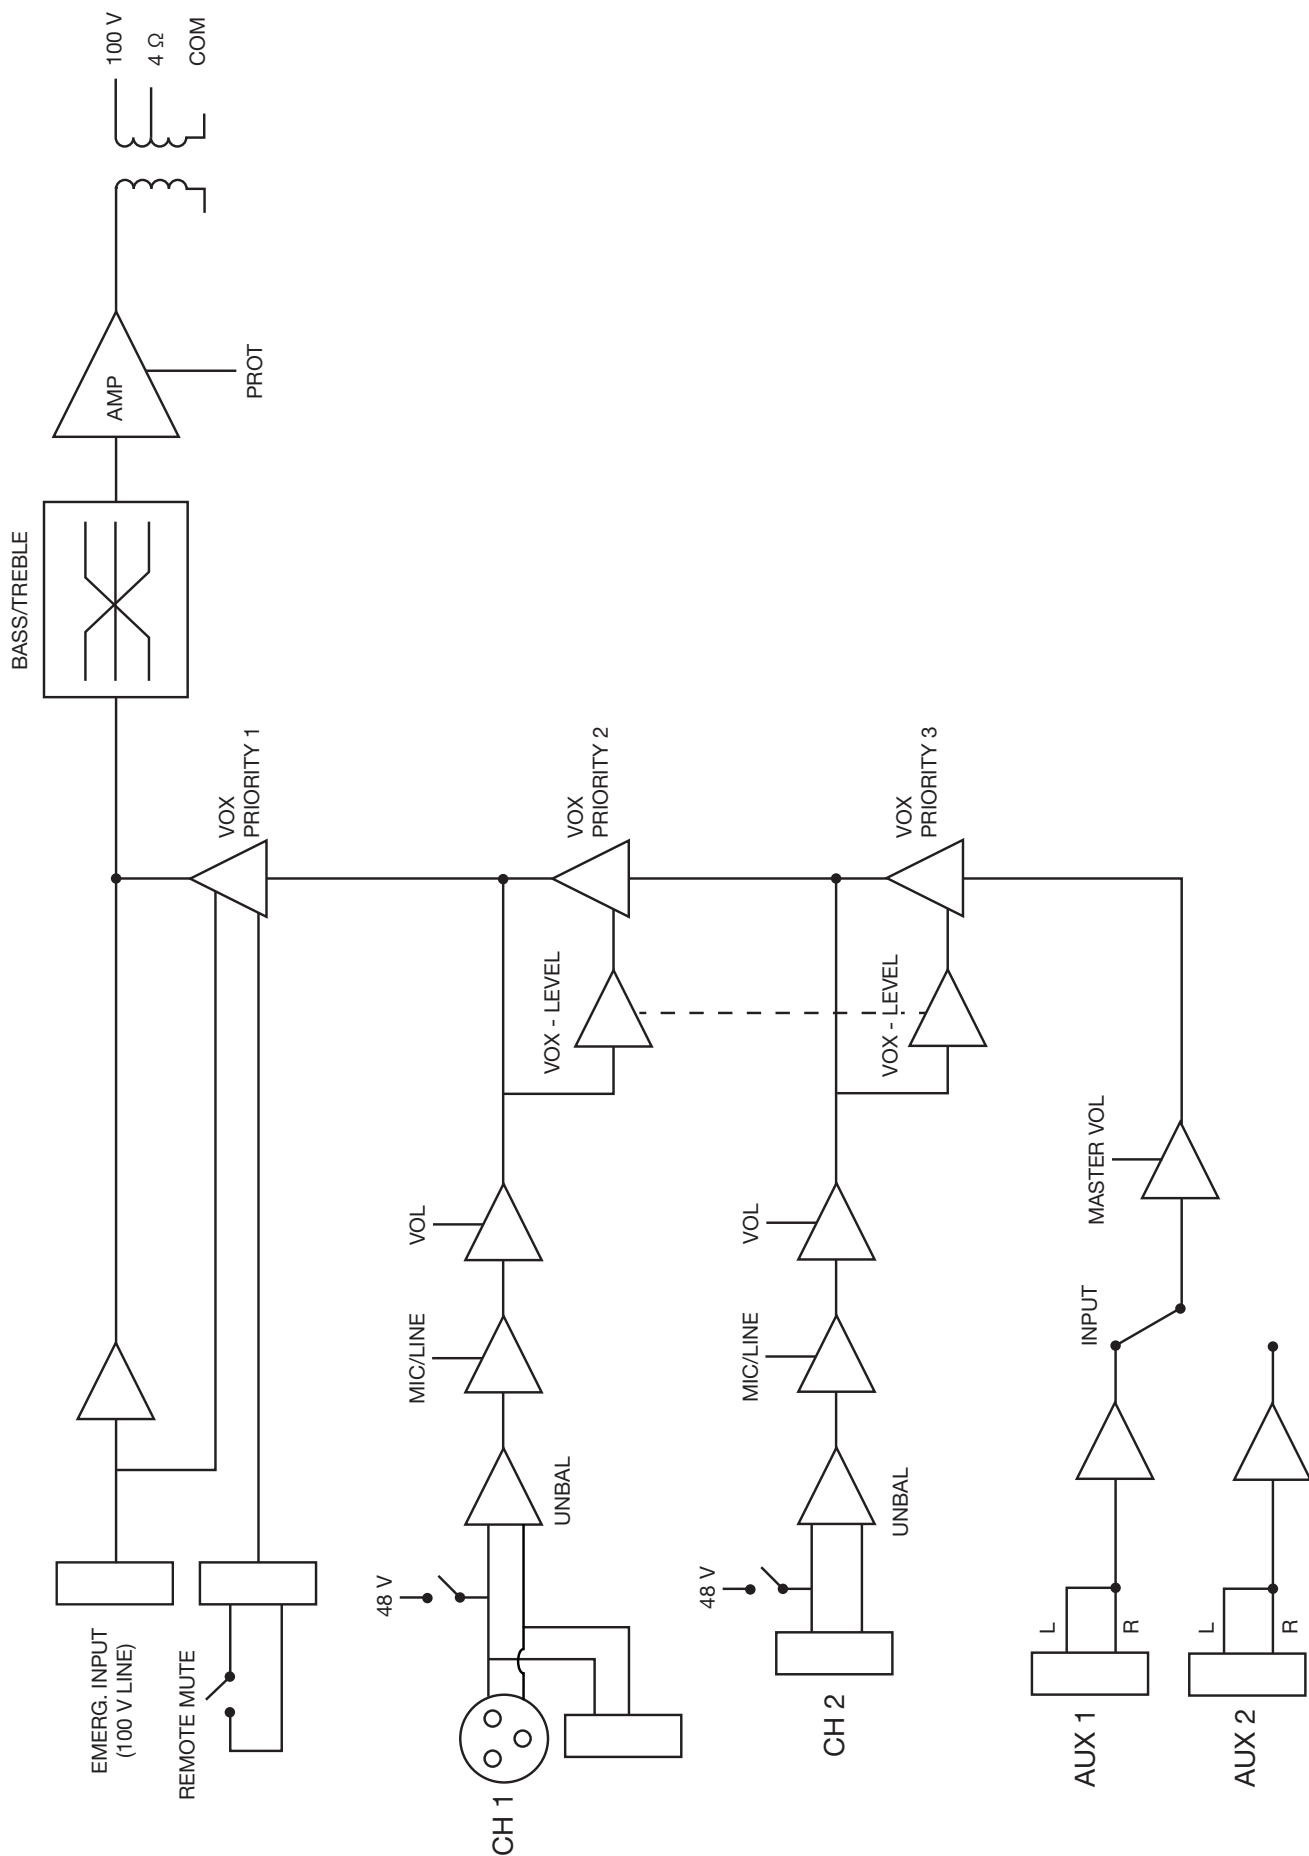 100 V
4 Ω
COM
PROT
AMP
BASS/TREBLE
VOX
PRIORITY 1
VOX
PRIORITY 2
VOX
PRIORITY 3
VOX - LEVEL
VOX - LEVEL
EMERG. INPUT
(100 V LINE)
REMOTE MUTE
CH 1
48 V
UNBAL
MIC/LINE
VOL
CH 2
48 V
UNBAL
MIC/LINE
VOL
AUX 1
L
R
AUX 2
L
R
INPUT
MASTER VOL